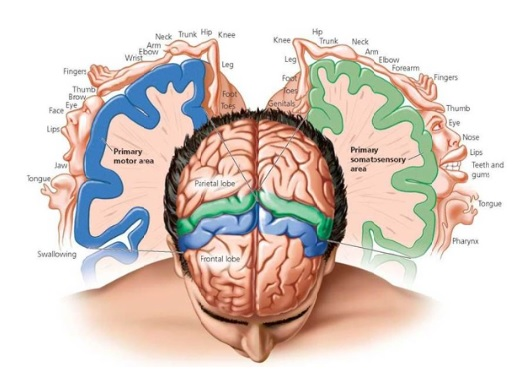 Neck
Trunk
Hip
Knee
Arm
Elbow
Wrist
Leg
Fingers
Thumb
Brow
Eye
Face
Lips
Foot
Toes
Primary
motor area
Jaw
Tongue
Swallowing
Hip
Knee
Trunk
Neck
Arm
Leg
Elbow
Forearm
Fingers
Foot
Toes
Genitals
Thumb
Eye
Nose
Primary
somatosensory
area
Lips
Teeth and
gums
Tongue
Pharynx
Parietal lobe
Frontal lobe